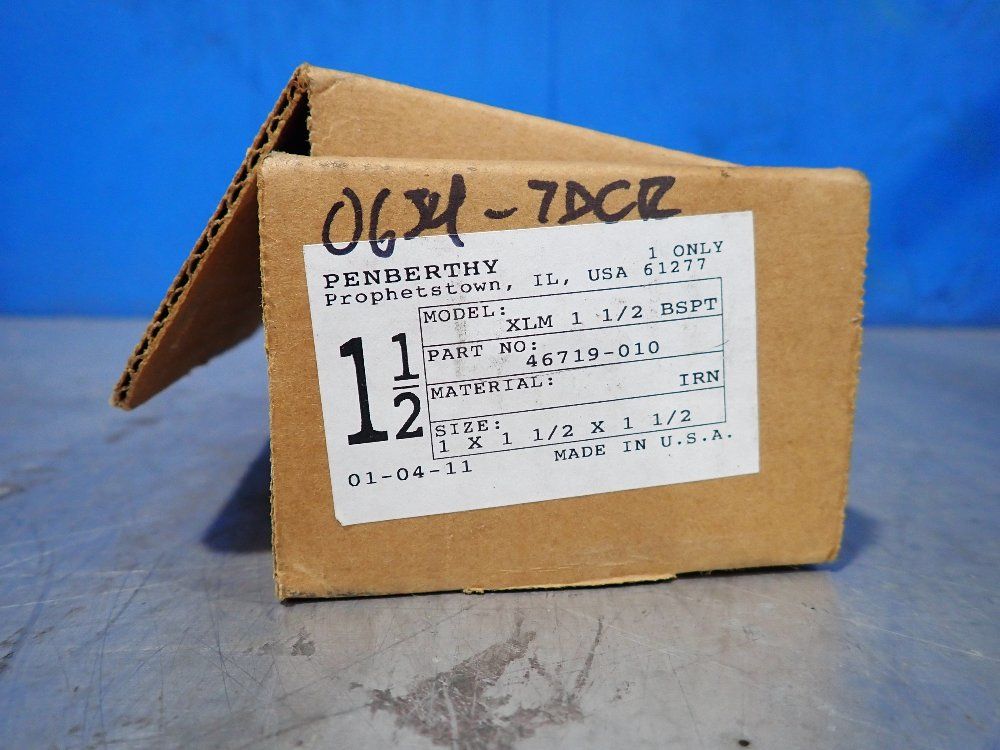 0634-7DCR
PENBERTHY 1 ONLY
Prophetstown, IL, USA 61277
1 1/2
MODEL:
XLM 1 1/2 BSPT
PART NO:
46719-010
MATERIAL:
IRN
SIZE:
1 X 1 1/2 X 1 1/2
01-04-11 MADE IN U.S.A.